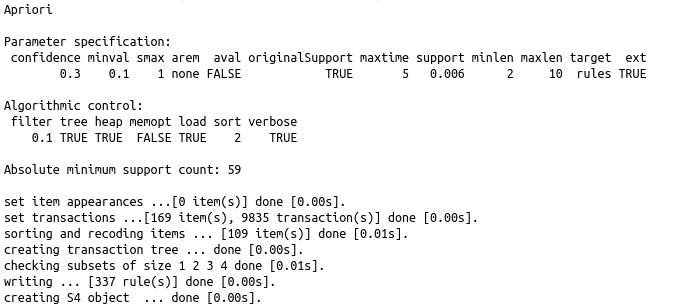 Apriori
Parameter specification:
 confidence minval smax arem  aval originalSupport maxtime support minlen maxlen target  ext
        0.3    0.1    1 none FALSE            TRUE       5   0.006      2     10  rules TRUE
Algorithmic control:
 filter tree heap memopt load sort verbose
    0.1 TRUE TRUE  FALSE TRUE    2    TRUE
Absolute minimum support count: 59
set item appearances ...[0 item(s)] done [0.00s].
set transactions ...[169 item(s), 9835 transaction(s)] done [0.00s].
sorting and recoding items ... [109 item(s)] done [0.01s].
creating transaction tree ... done [0.00s].
checking subsets of size 1 2 3 4 done [0.01s].
writing ... [337 rule(s)] done [0.00s].
creating S4 object  ... done [0.00s].